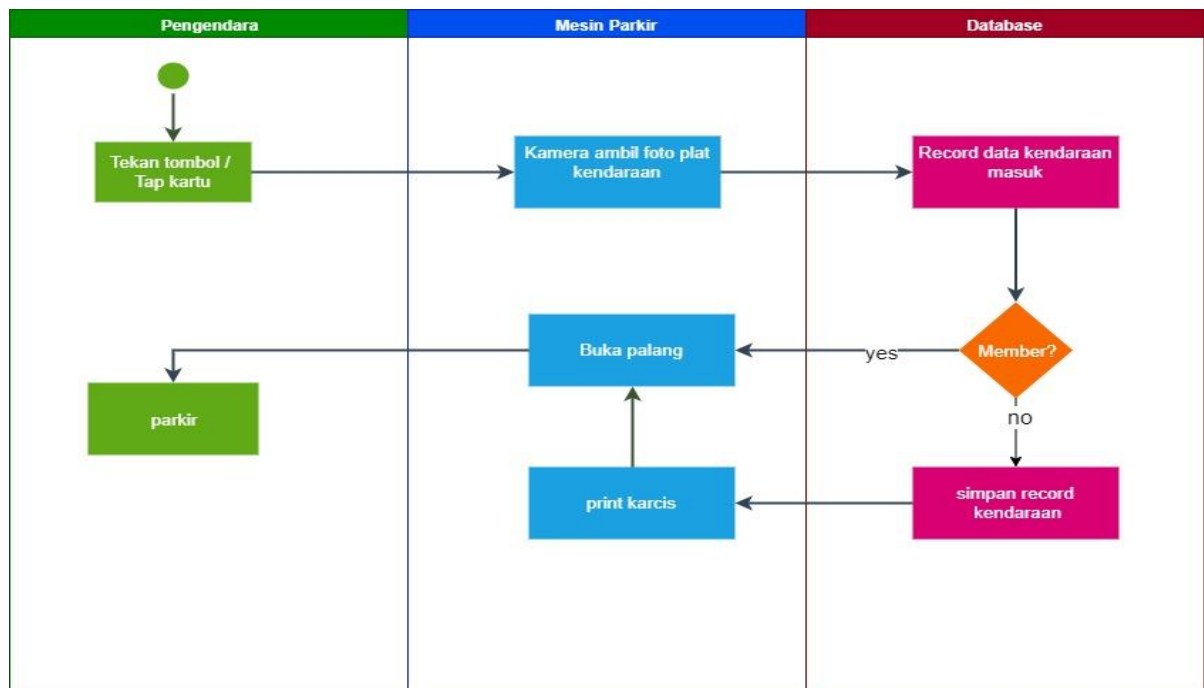 Pengendara
Mesin Parkir
Database
Tekan tombol /
Tap kartu
Kamera ambil foto plat
kendaraan
Record data kendaraan
masuk
Member?
yes
Buka palang
parkir
no
simpan record
kendaraan
print karcis